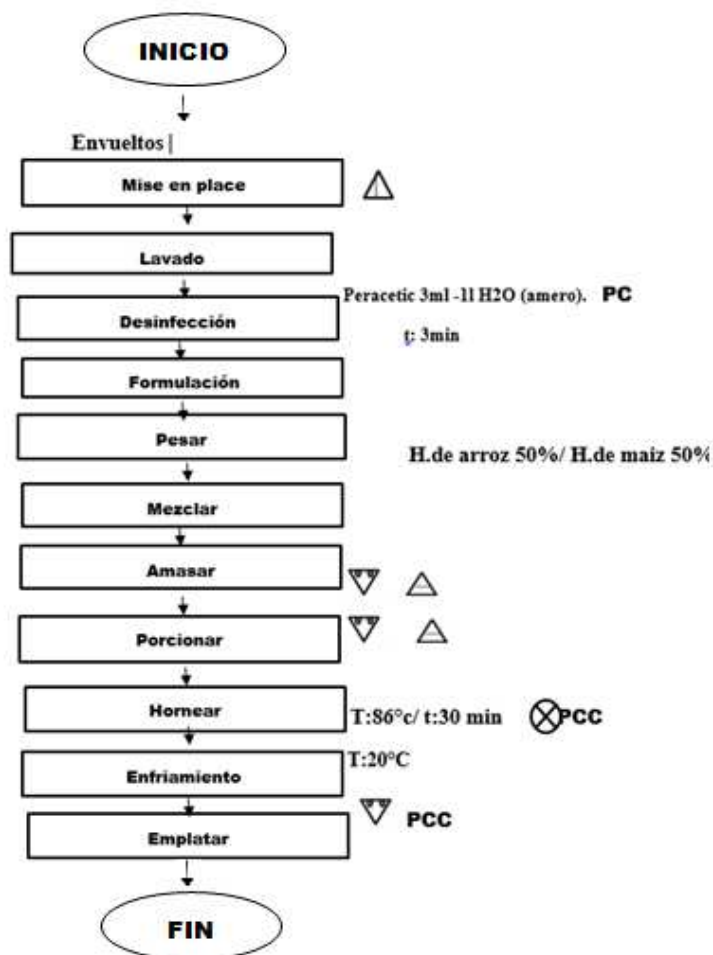 INICIO
Envueltos |
Mise en place
Lavado
Peracetic 3ml -1l H2O (amero). PC
Desinfección
t: 3min
Formulación
Pesar
H.de arroz 50%/ H.de maiz 50%
Mezclar
Amasar
Porcionar
Hornear
T:86°c/ t:30 min PCC
T:20°C
Enfriamiento
PCC
Emplatar
FIN